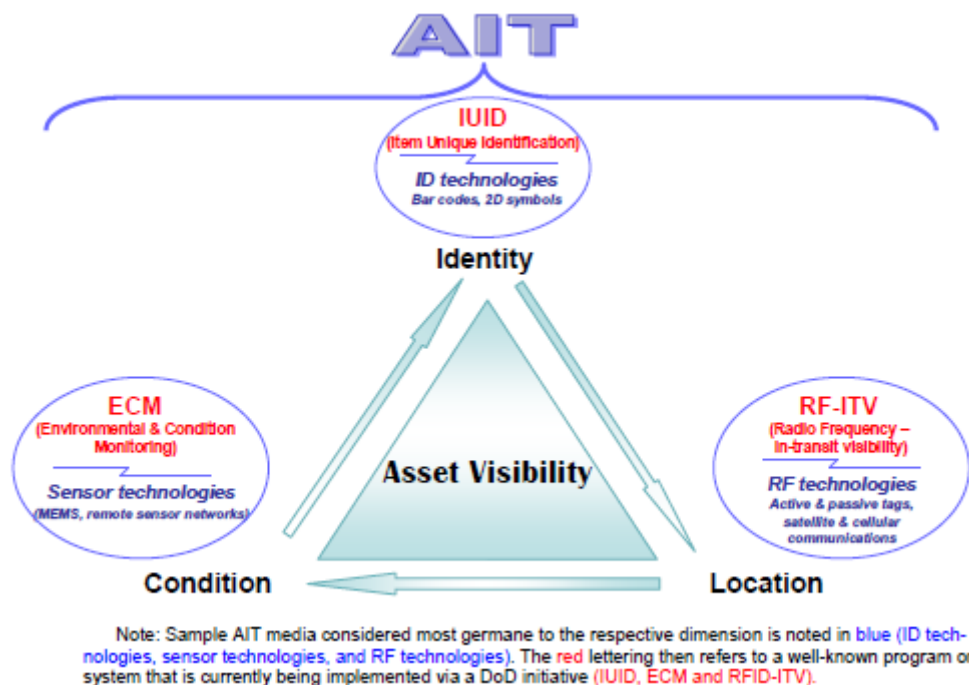 AIT
IUID
(Item Unique Identification)
ID technologies
Bar codes, 2D symbols
Identity
ECM
(Environmental & Condition
Monitoring)
Sensor technologies
(MEMS, remote sensor networks)
Condition
Asset Visibility
RF-ITV
(Radio Frequency –
In-transit visibility)
RF technologies
Active & passive tags,
satellite & cellular
communications
Location
Note: Sample AIT media considered most germane to the respective dimension is noted in blue (ID tech-
nologies, sensor technologies, and RF technologies). The red lettering then refers to a well-known program or
system that is currently being implemented via a DoD initiative (IUID, ECM and RFID-ITV).